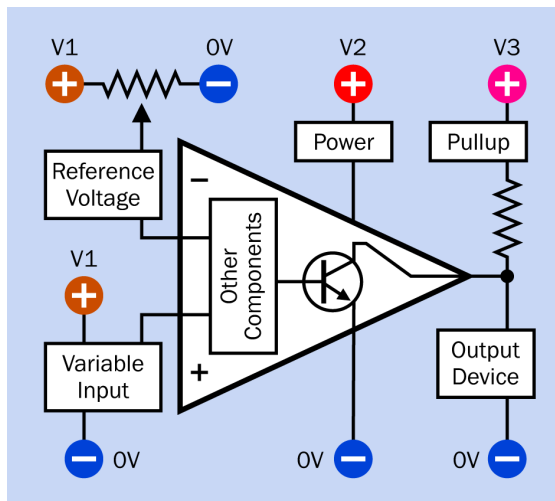 V1
0V
V2
V3
+
−
+
+
Power
Pullup
Reference
Voltage
−
Other
Components
V1
+
Variable
Input
+
Output
Device
−
0V
0V
−
0V
−